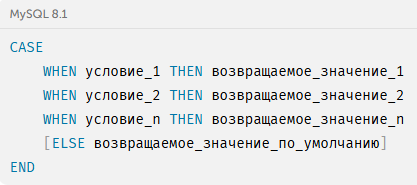 MySQL 8.1
CASE
WHEN условие_1 THEN возвращаемое_значение_1
WHEN условие_2 THEN возвращаемое_значение_2
WHEN условие_n THEN возвращаемое_значение_n
[ELSE возвращаемое_значение_по_умолчанию]
END